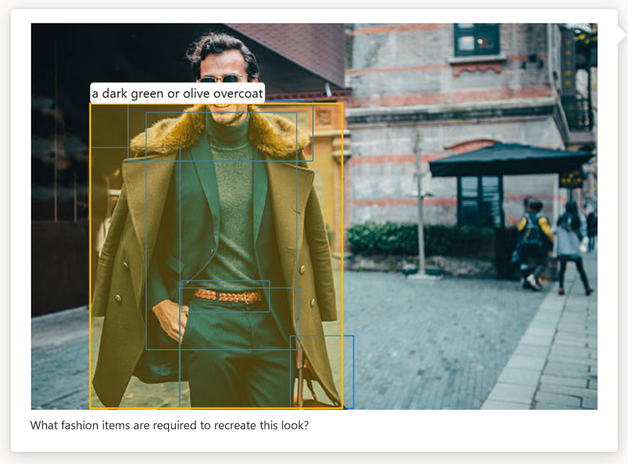 a dark green or olive overcoat
What fashion items are required to recreate this look?